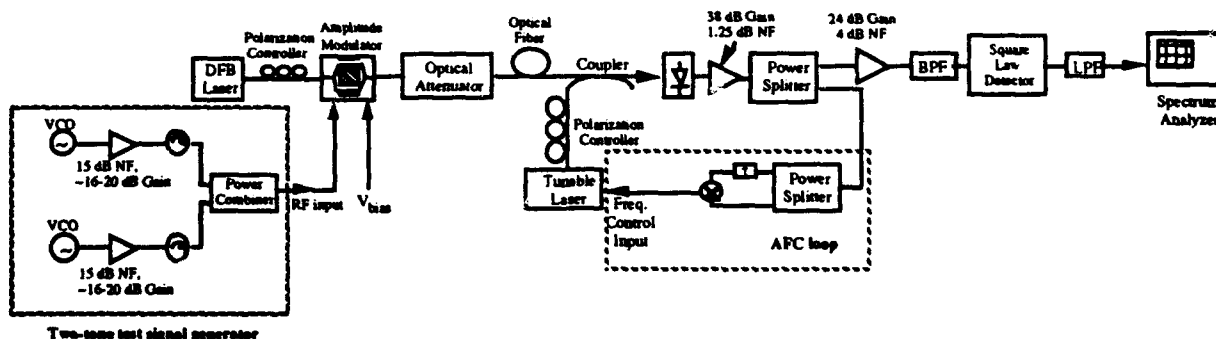 38 dB Gain
1.25 dB NF
24 dB Gain
4 dB NF
Amplitude
Modulator
Polarization
Controller
Optical
Fiber
Coupler
DFB
Laser
Optical
Attenuator
Power
Splitter
BPF
Square
Law
Detector
LPF
Spectrum
Analyzer
Polarization
Controller
VCO
15 dB NF,
~16-20 dB Gain
Power
Combiner
RF input
V bias
Tunable
Laser
Freq.
Control
Input
τ
Power
Splitter
AFC loop
VCO
15 dB NF,
~16-20 dB Gain
Two-tone test signal generator